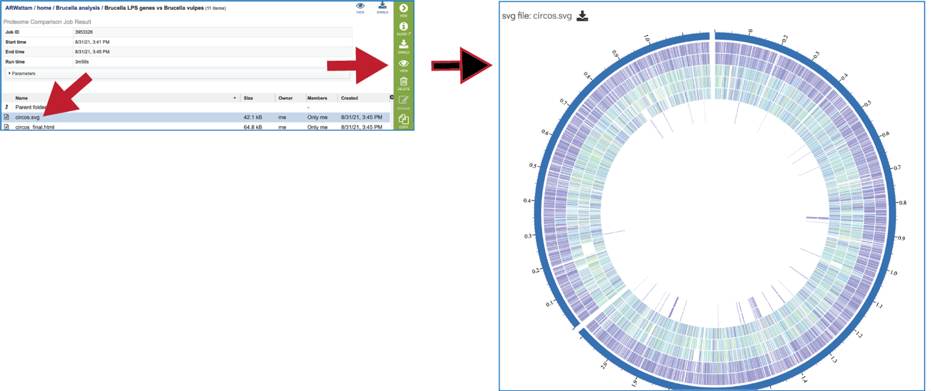 ARWattam / home / Brucella analysis / Brucella LPS genes vs Brucella vulpes (11 items)
VIEW
DWNLD
Proteome Comparison Job Result
Job ID 3953326
Start time 8/31/21, 3:41 PM
End time 8/31/21, 3:45 PM
Run time 3m59s
Parameters
Name Size Owner Members Created
Parent folder -
circos.svg 42.1 kB me Only me 8/31/21, 3:45 PM
circos_final.html 64.8 kB me Only me 8/31/21, 3:45 PM
HIDE
GUIDE
DWNLD
VIEW
DELETE
COPY
svg file: circos.svg
0
0.2
0.3
0.4
0.5
0.6
0.7
0.8
0.9
1.0
1.1
1.2
1.3
1.4
1.9
2.0
0.1
0.2
0.3
0.4
0.5
0.6
0.7
0.8
0.9
1.0